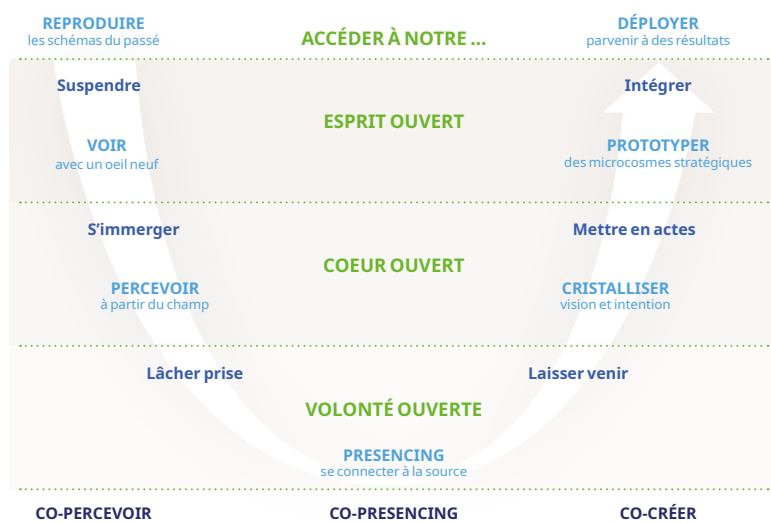 REPRODUIRE
les schémas du passé
ACCÉDER À NOTRE ...
DÉPLOYER
parvenir à des résultats
Suspendre
Intégrer
ESPRIT OUVERT
VOIR
avec un oeil neuf
PROTOTYPER
des microcosmes stratégiques
S’immerger
Mettre en actes
COEUR OUVERT
PERCEVOIR
à partir du champ
CRISTALLISER
vision et intention
Lâcher prise
Laisser venir
VOLONTÉ OUVERTE
PRESENCING
se connecter à la source
CO-PERCEVOIR
CO-PRESENCING
CO-CRÉER